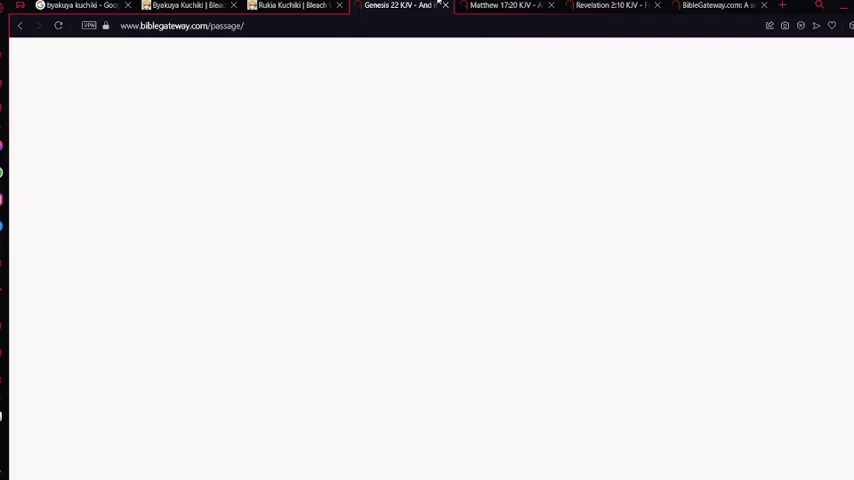 byakuya kuchiki - Goo
Byakuya Kuchiki | Bleac
Rukia Kuchiki | Bleach
Genesis 22 KJV - And
Matthew 17:20 KJV - A
Revelation 2:10 KJV - F
BibleGateway.com: A s
VPN
www.biblegateway.com/passage/